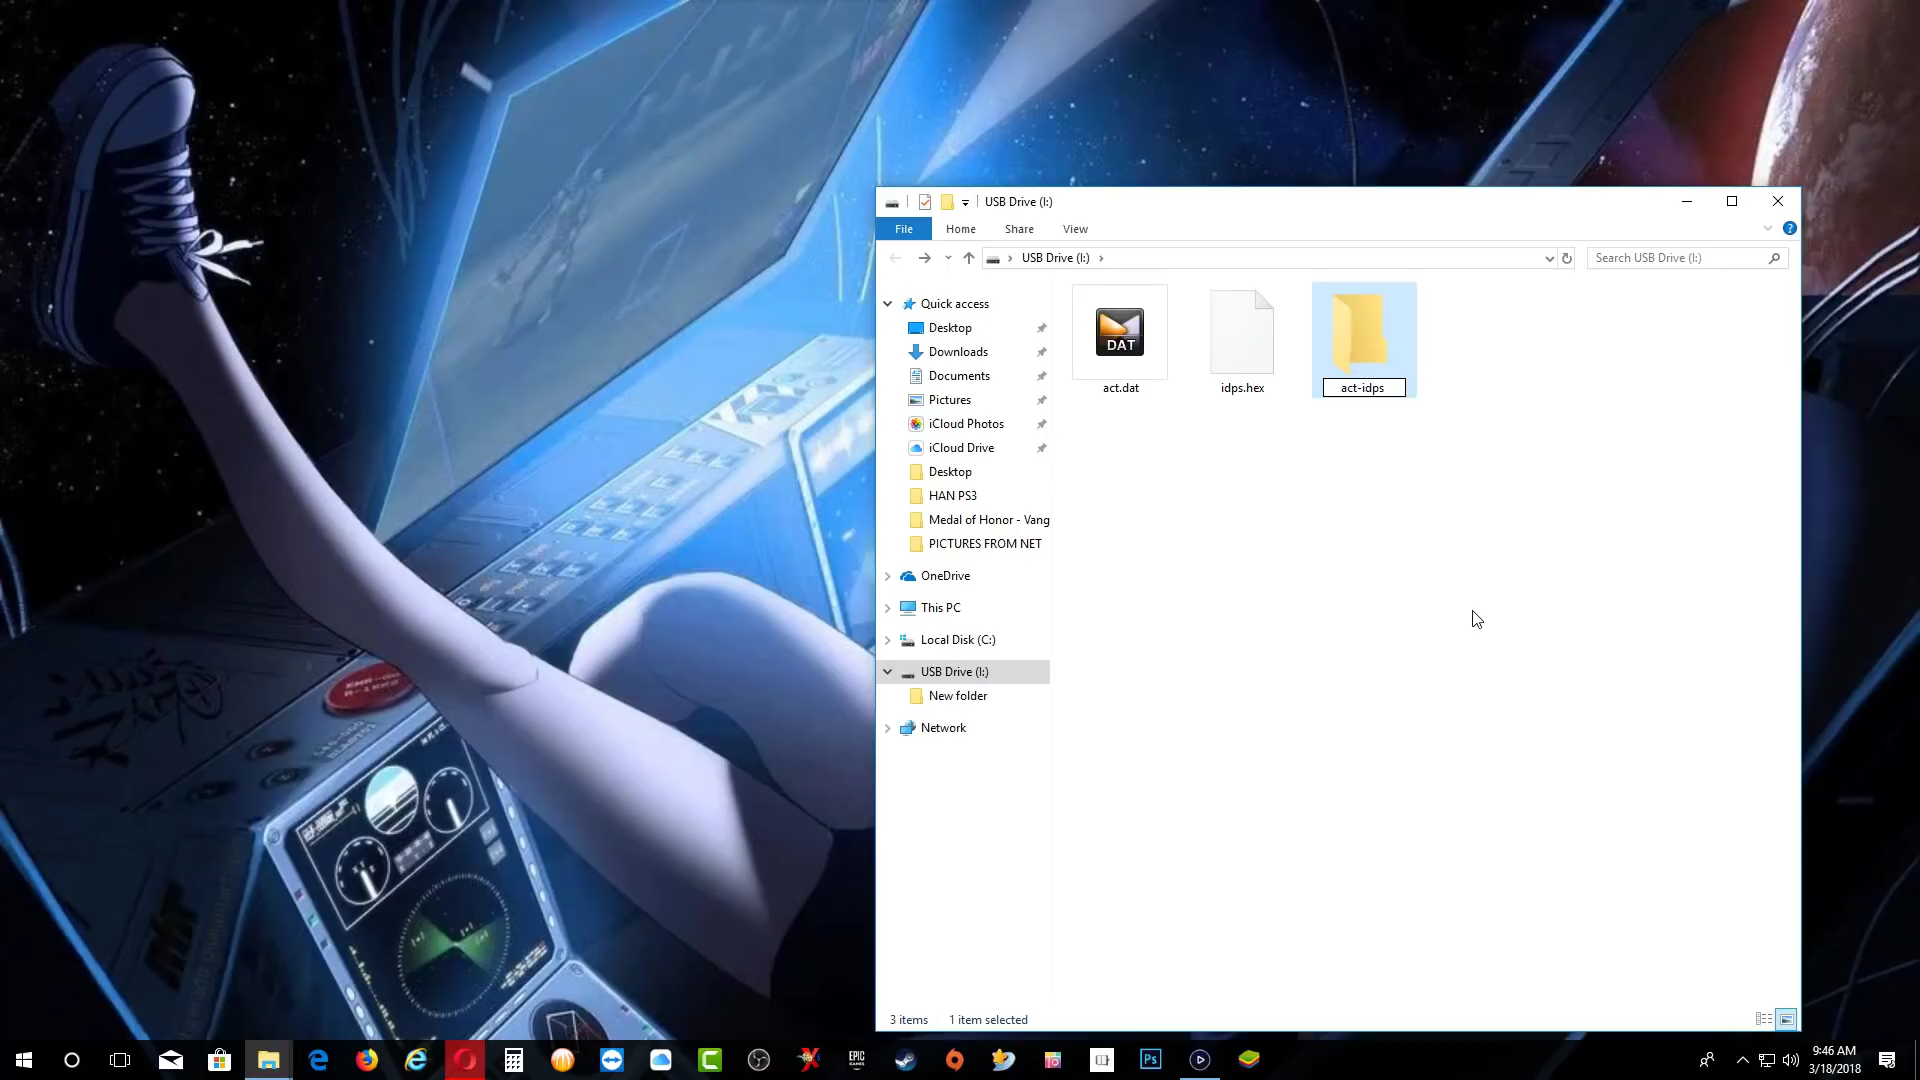 USB Drive (I:)
File Home Share View
USB Drive (I:)
Search USB Drive (I:)
Quick access
Desktop
Downloads
Documents
Pictures
iCloud Photos
iCloud Drive
Desktop
HAN PS3
Medal of Honor - Vang
PICTURES FROM NET
OneDrive
This PC
Local Disk (C:)
USB Drive (I:)
New folder
Network
DAT
act.dat
idps.hex
act-idps
3 items 1 item selected
EPIC
GAMES
Ps
9:46 AM
3/18/2018